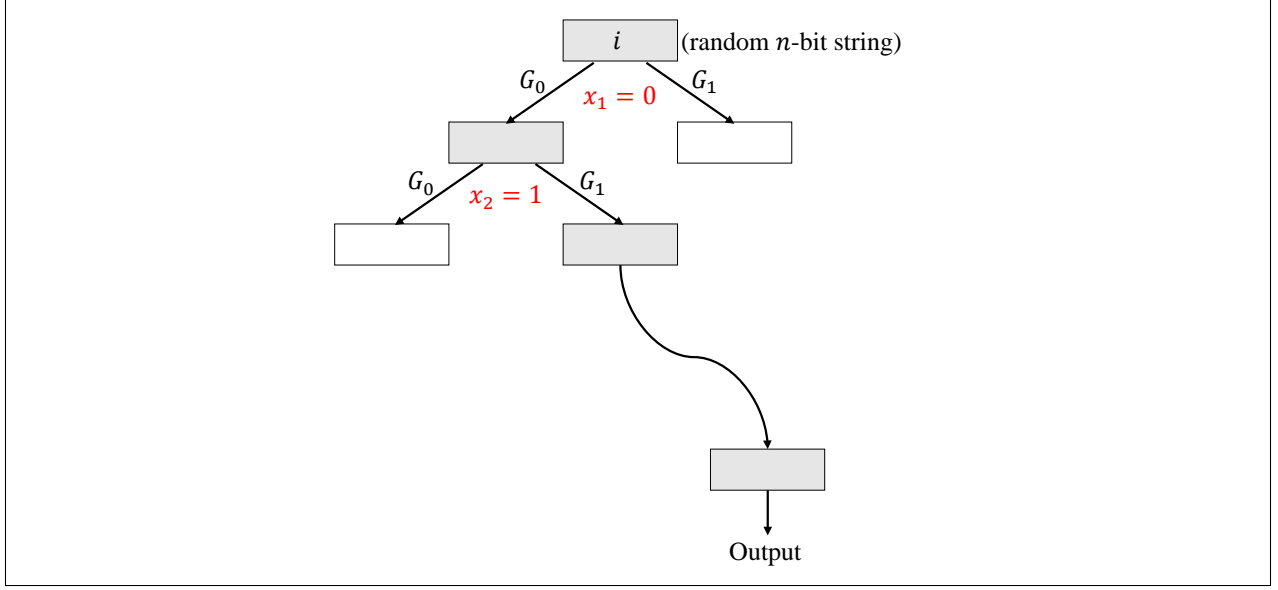 i (random n-bit string)
G₀ x₁ = 0 G₁
G₀ x₂ = 1 G₁
Output